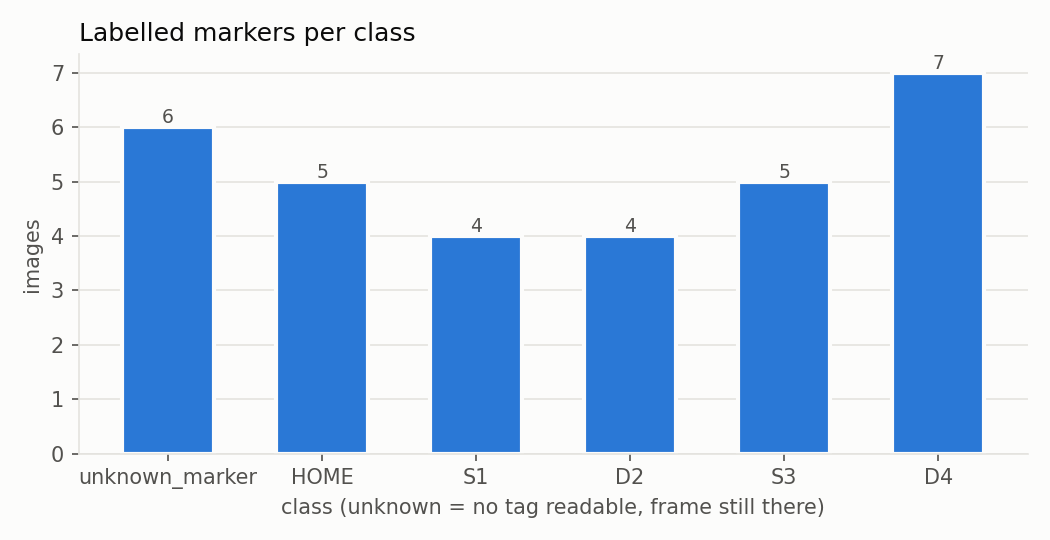 Labelled markers per class
7
6
5
4
3
2
1
0
images
6
5
4
4
5
7
unknown_marker
HOME
S1
D2
S3
D4
class (unknown = no tag readable, frame still there)